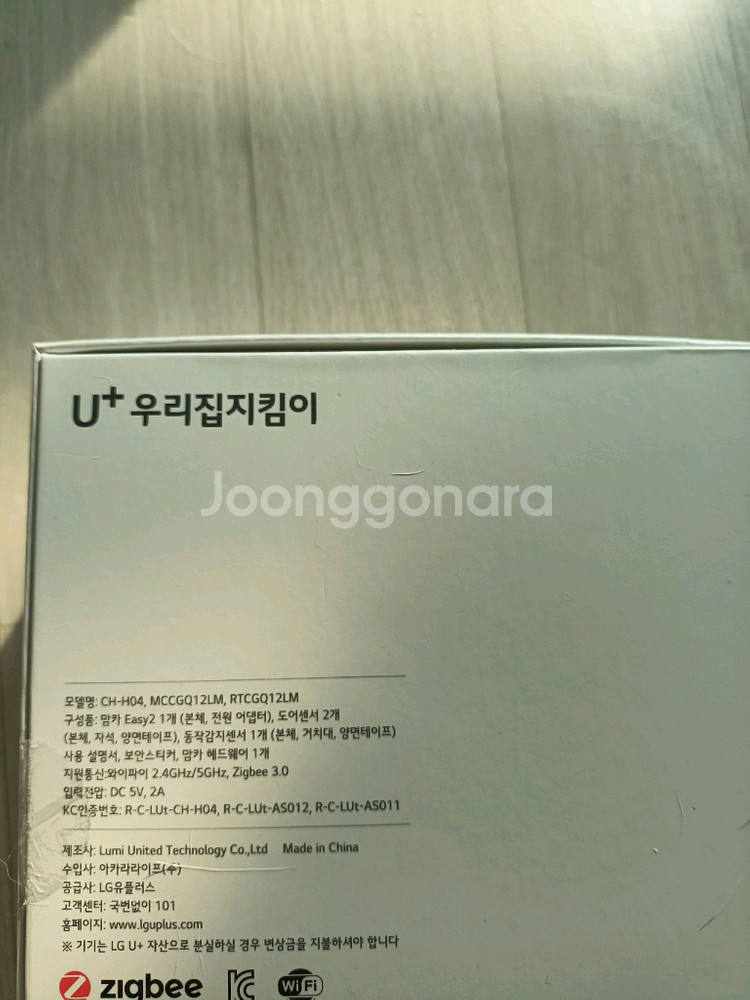 U+ 우리집지킴이
Joonggonara
모델명: CH-H04, MCCGQ12LM, RTCGQ12LM
구성품: 맘카 Easy2 1개 (본체, 전원 어댑터), 도어센서 2개
(본체, 자석, 양면테이프), 동작감지센서 1개 (본체, 거치대, 양면테이프)
사용 설명서, 보안스티커, 맘카 헤드웨어 1개
지원통신:와이파이 2.4GHz/5GHz, Zigbee 3.0
입력전압: DC 5V, 2A
KC인증번호: R-C-LUt-CH-H04, R-C-LUt-AS012, R-C-LUt-AS011
제조사: Lumi United Technology Co.,Ltd Made in China
수입사: 아카라라이프(주)
공급사: LG유플러스
고객센터: 국번없이 101
홈페이지: www.lguplus.com
※ 기기는 LG U+ 자산으로 분실하실 경우 변상금을 지불하셔야 합니다
zigbee KC WiFi